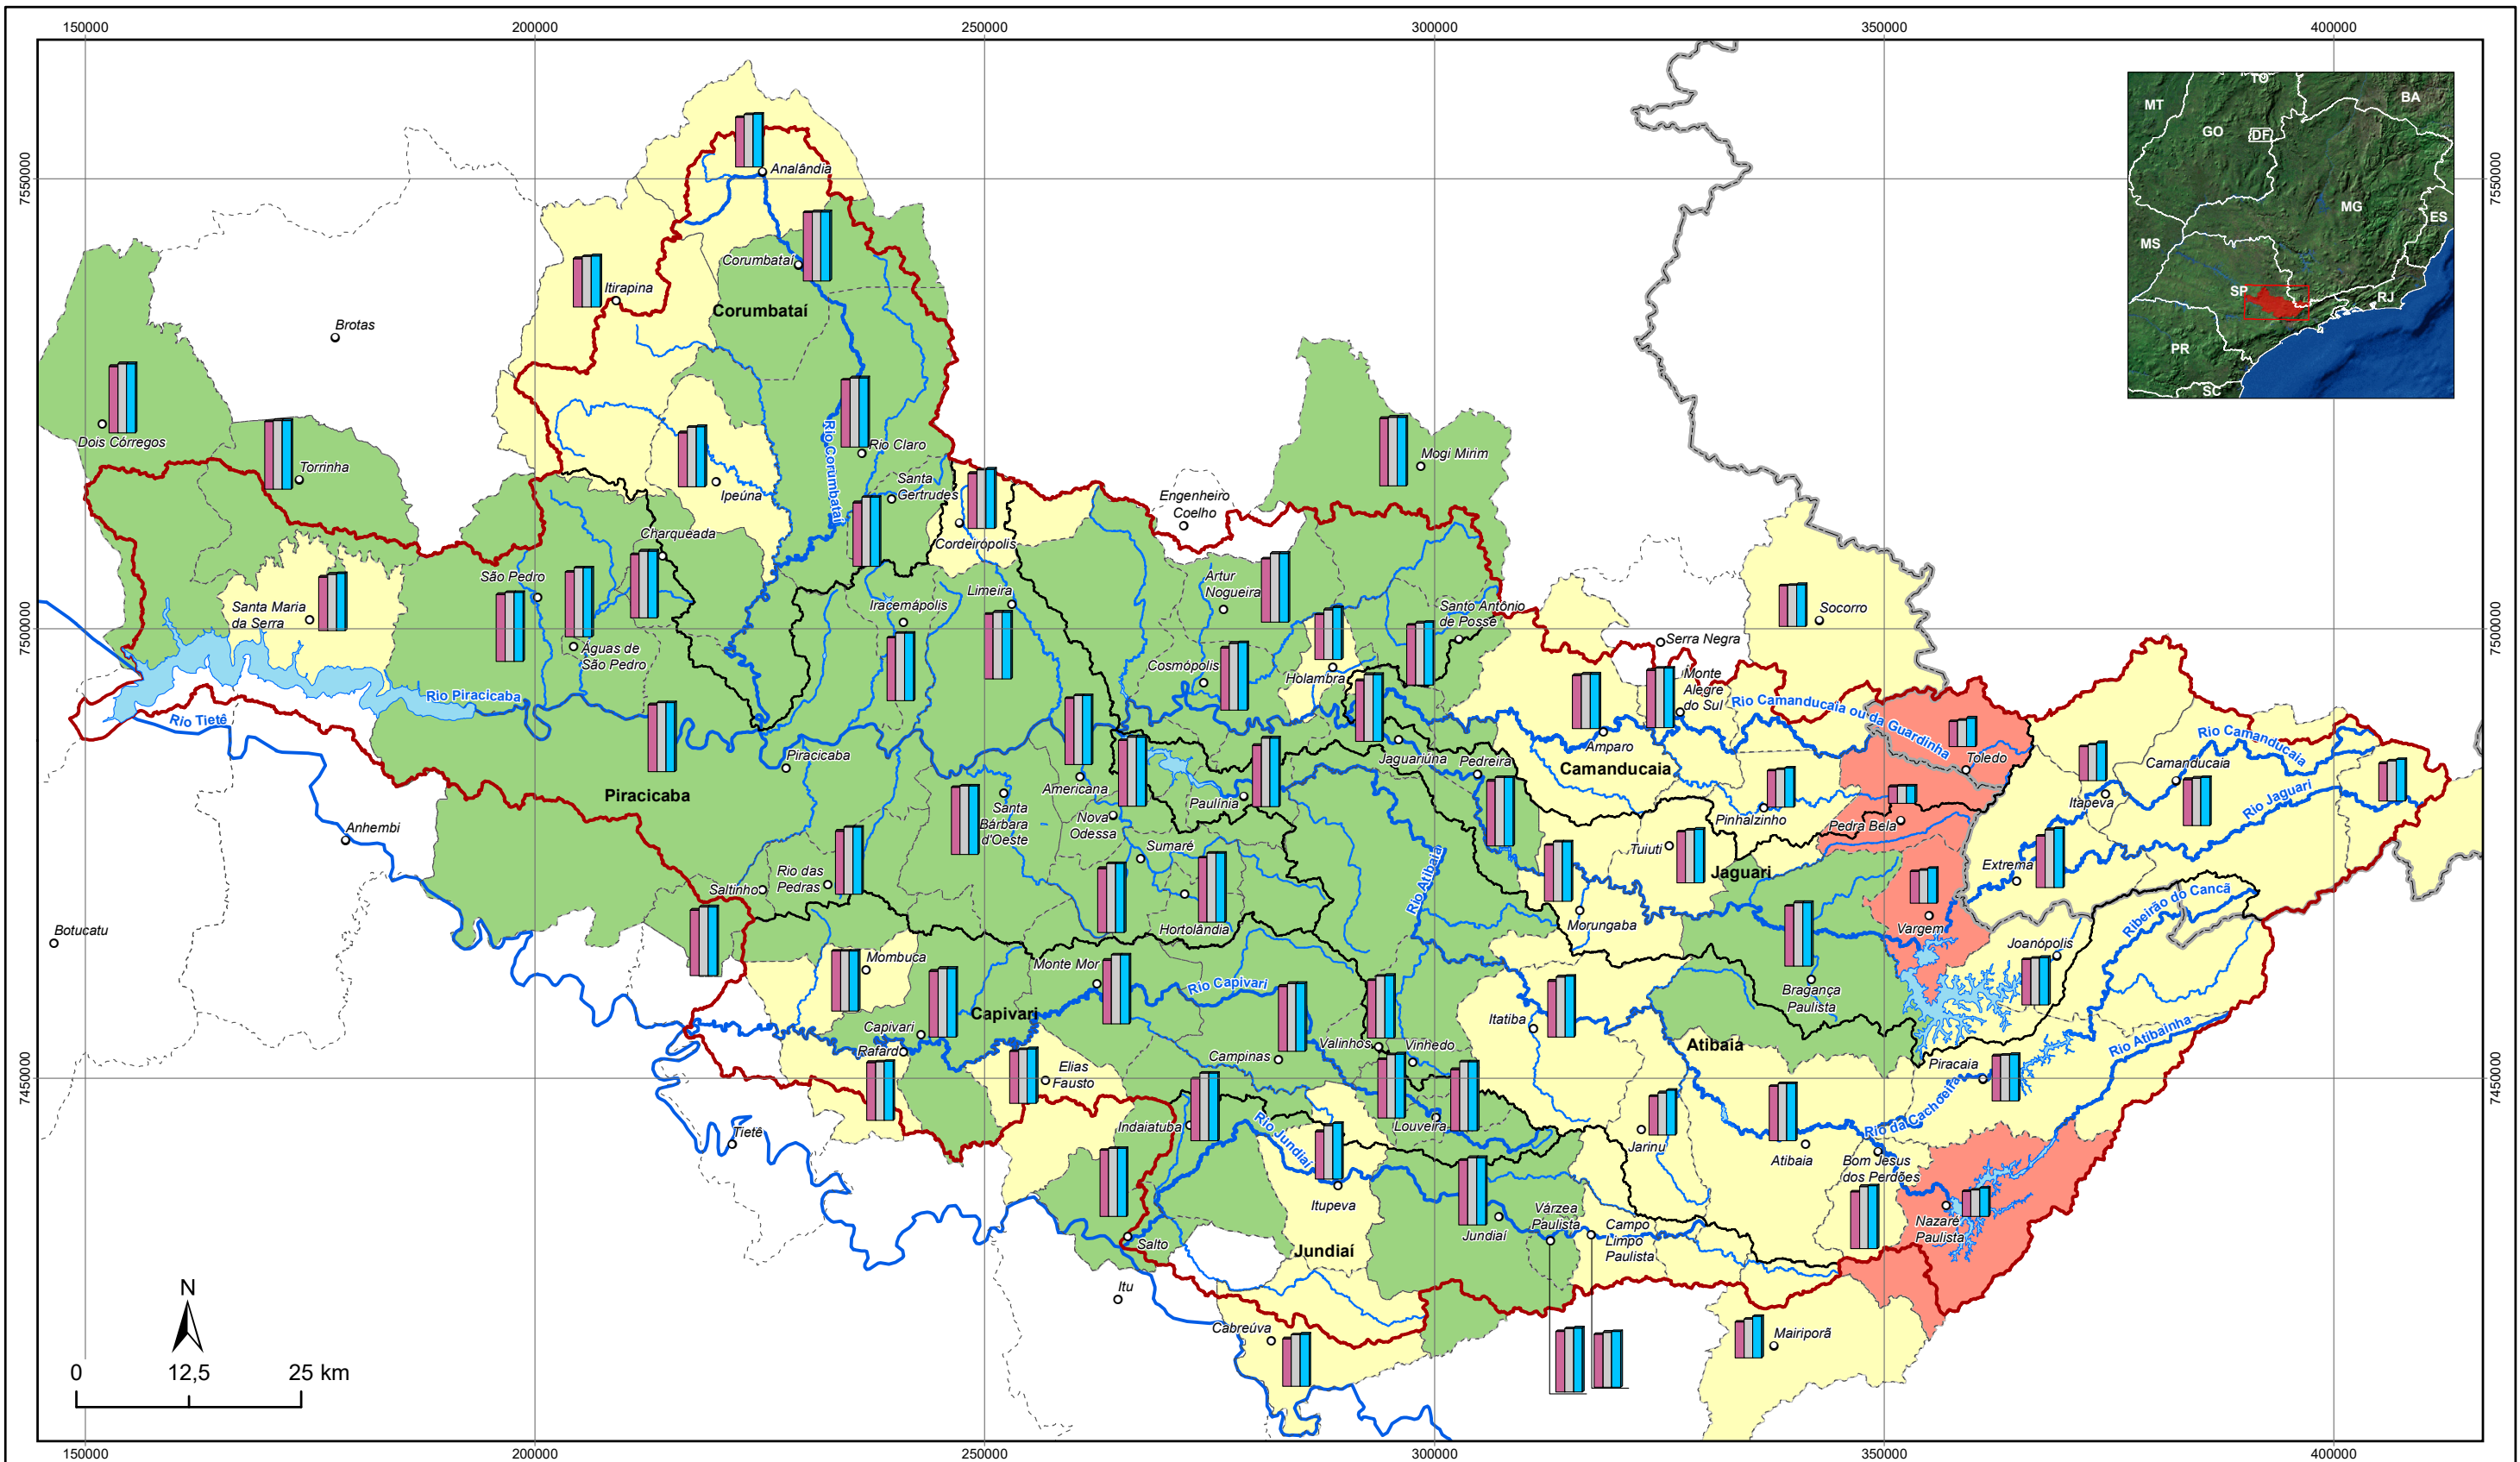 150000
200000
250000
300000
350000
400000
7550000
7550000
7500000
7500000
7450000
7450000
TO
MT
BA
GO
DF
MG
ES
MS
SP
RJ
PR
SC
Analândia
Corumbataí
Itirapina
Corumbataí
Brotas
Dois Córregos
Torrinha
Rio Claro
Rio Corumbataí
Ipeúna
Santa
Gertrudes
Mogi Mirim
Engenheiro
Coelho
Charqueada
Cordeirópolis
São Pedro
Santa Maria
da Serra
Iracemápolis
Limeira
Artur
Nogueira
Santo Antônio
de Posse
Socorro
Serra Negra
Águas de
São Pedro
Cosmópolis
Holambra
Monte
Alegre
do Sul
Rio Piracicaba
Rio Tietê
Rio Camanducaia ou da Guardinha
Rio Camanducaia
Amparo
Camanducaia
Toledo
Camanducaia
Piracicaba
Jaguariúna
Pedreira
Americana
Paulínia
Itapeva
Rio Jaguari
Piracicaba
Santa
Bárbara
d'Oeste
Nova
Odessa
Pinhalzinho
Pedra Bela
Anhembi
Sumaré
Tuiuti
Rio Atibaia
Jaguari
Extrema
Saltinho
Rio das
Pedras
Hortolândia
Morungaba
Vargem
Ribeirão do Cancã
Botucatu
Joanópolis
Mombuca
Monte Mor
Rio Capivari
Bragança
Paulista
Capivari
Itatiba
Capivari
Rafard
Valinhos
Vinhedo
Atibaia
Rio Atibainha
Campinas
Elias
Fausto
Piracaia
Rio da Cachoeira
Indaiatuba
Rio Jundiaí
Louveira
Jarinu
Tietê
Atibaia
Bom Jesus
dos Perdões
Itupeva
Jundiaí
Várzea
Paulista
Campo
Limpo
Paulista
Nazaré
Paulista
Salto
Jundiaí
Itu
Cabreúva
Mairiporã
N
0
12,5
25 km
150000
200000
250000
300000
350000
400000